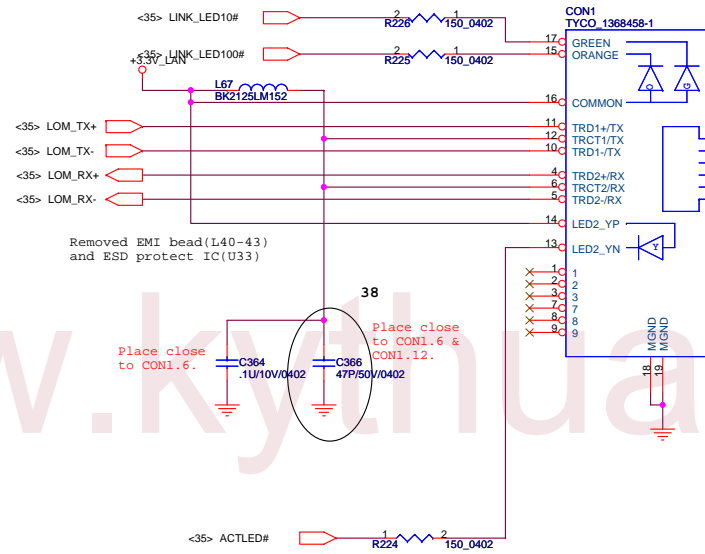 CON1
TYCO_1368458-1
<35> LINK_LED10#
2
1
R226
150_0402
17
GREEN
<35> LINK_LED100#
2
1
R225
150_0402
15
ORANGE
+3.3V_LAN
L67
BK2125LM152
O
G
16
COMMON
<35> LOM_TX+
11
TRD1+/TX
12
TRCT1/TX
<35> LOM_TX-
10
TRD1-/TX
<35> LOM_RX+
4
TRD2+/RX
6
TRCT2/RX
<35> LOM_RX-
5
TRD2-/RX
14
LED2_YP
Removed EMI bead(L40-43)
and ESD protect IC(U33)
13
LED2_YN
Y
1
1
2
2
3
3
7
7
8
8
9
9
38
Place close
to CON1.6.
C364
.1U/10V/0402
C366
47P/50V/0402
Place close
to CON1.6 &
CON1.12.
MGND
MGND
18
19
w.kythua
<35> ACTLED#
1
2
R224
150_0402